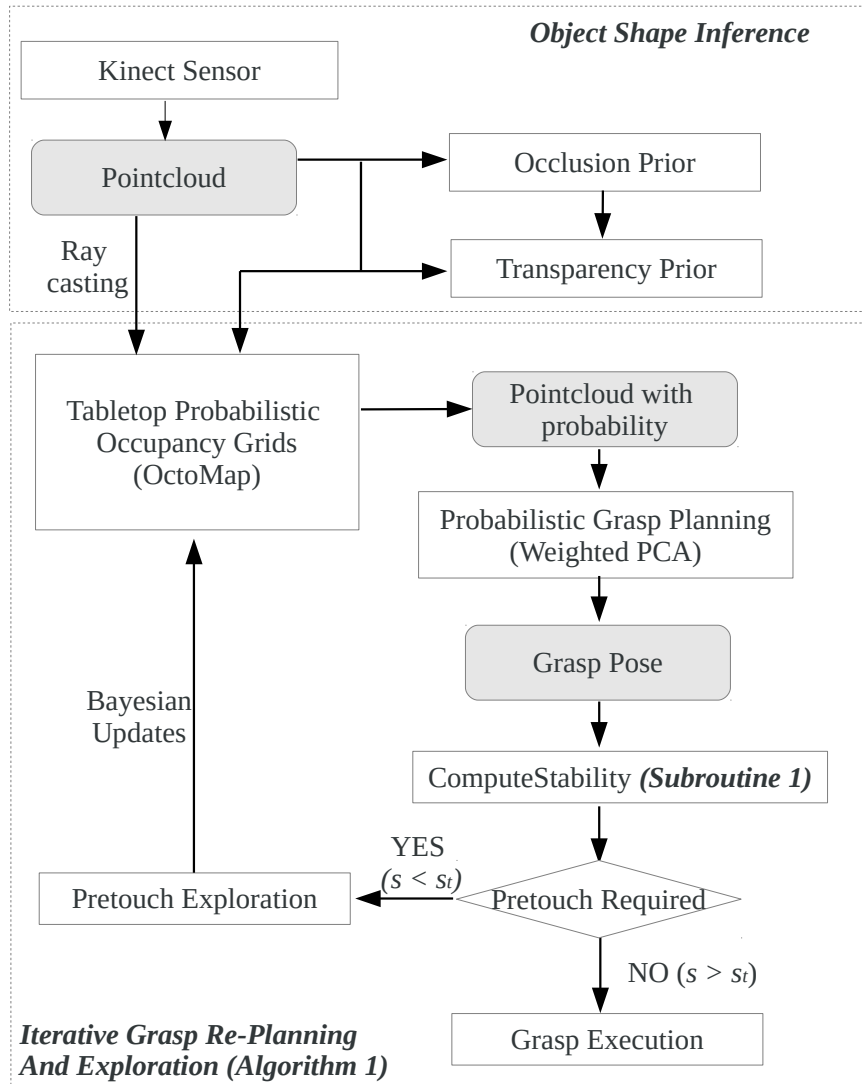 Object Shape Inference
Kinect Sensor
Pointcloud
Occlusion Prior
Ray
casting
Transparency Prior
Tabletop Probabilistic
Occupancy Grids
(OctoMap)
Pointcloud with
probability
Probabilistic Grasp Planning
(Weighted PCA)
Grasp Pose
Bayesian
Updates
ComputeStability (Subroutine 1)
YES
(s < st)
Pretouch Exploration
Pretouch Required
NO (s > st)
Grasp Execution
Iterative Grasp Re-Planning
And Exploration (Algorithm 1)